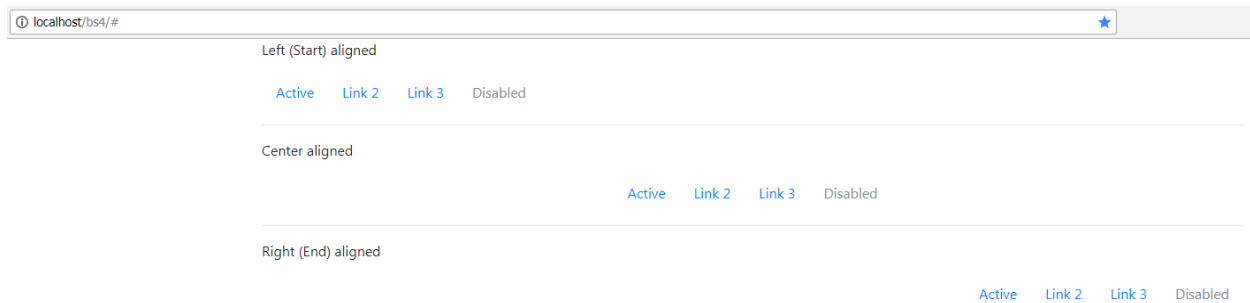 localhost/bs4/#
Left (Start) aligned
Active Link 2 Link 3 Disabled
Center aligned
Active Link 2 Link 3 Disabled
Right (End) aligned
Active Link 2 Link 3 Disabled